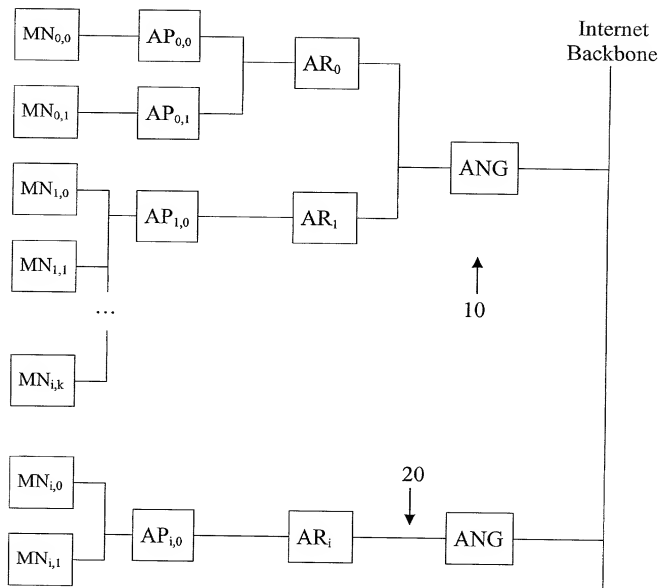 Internet
Backbone
MN0,0
AP0,0
AR0
MN0,1
AP0,1
ANG
MN1,0
AP1,0
AR1
MN1,1
10
...
MNi,k
20
MNi,0
APi,0
ARi
ANG
MNi,1